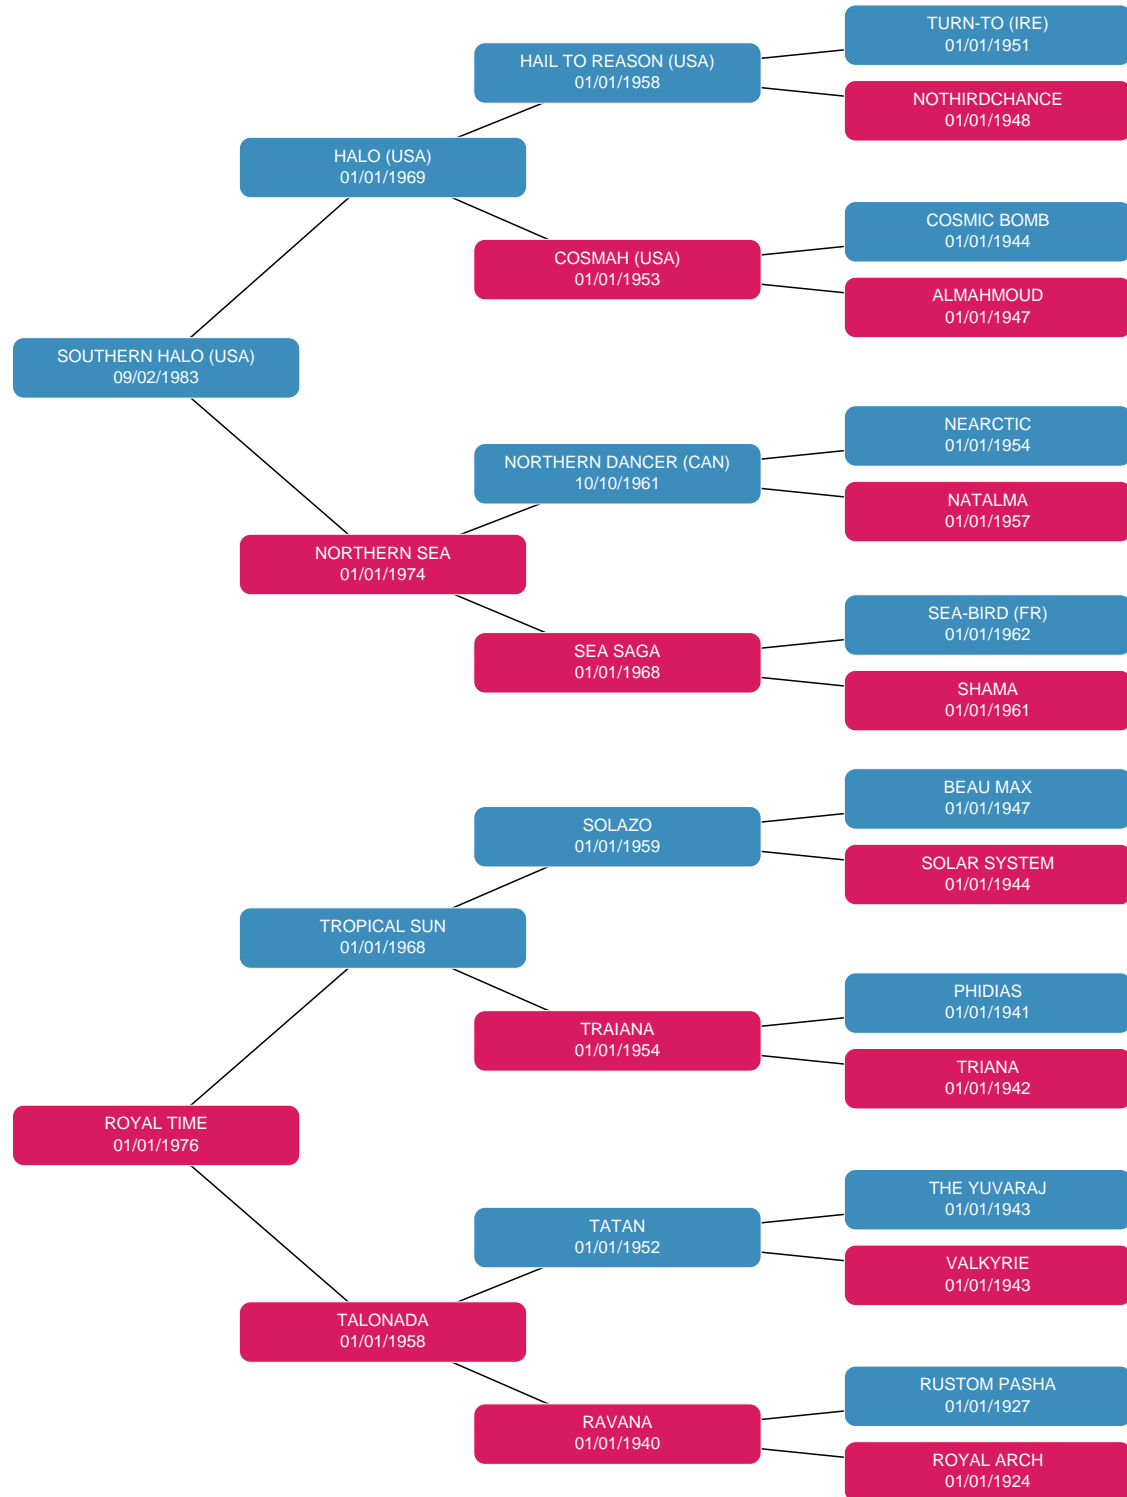 TURN-TO (IRE)
01/01/1951
HAIL TO REASON (USA)
01/01/1958
NOTHIRDCHANCE
01/01/1948
HALO (USA)
01/01/1969
COSMIC BOMB
01/01/1944
COSMAH (USA)
01/01/1953
ALMAHMOUD
01/01/1947
SOUTHERN HALO (USA)
09/02/1983
NEARCTIC
01/01/1954
NORTHERN DANCER (CAN)
10/10/1961
NATALMA
01/01/1957
NORTHERN SEA
01/01/1974
SEA-BIRD (FR)
01/01/1962
SEA SAGA
01/01/1968
SHAMA
01/01/1961
BEAU MAX
01/01/1947
SOLAZO
01/01/1959
SOLAR SYSTEM
01/01/1944
TROPICAL SUN
01/01/1968
PHIDIAS
01/01/1941
TRAIANA
01/01/1954
TRIANA
01/01/1942
ROYAL TIME
01/01/1976
THE YUVARAJ
01/01/1943
TATAN
01/01/1952
VALKYRIE
01/01/1943
TALONADA
01/01/1958
RUSTOM PASHA
01/01/1927
RAVANA
01/01/1940
ROYAL ARCH
01/01/1924